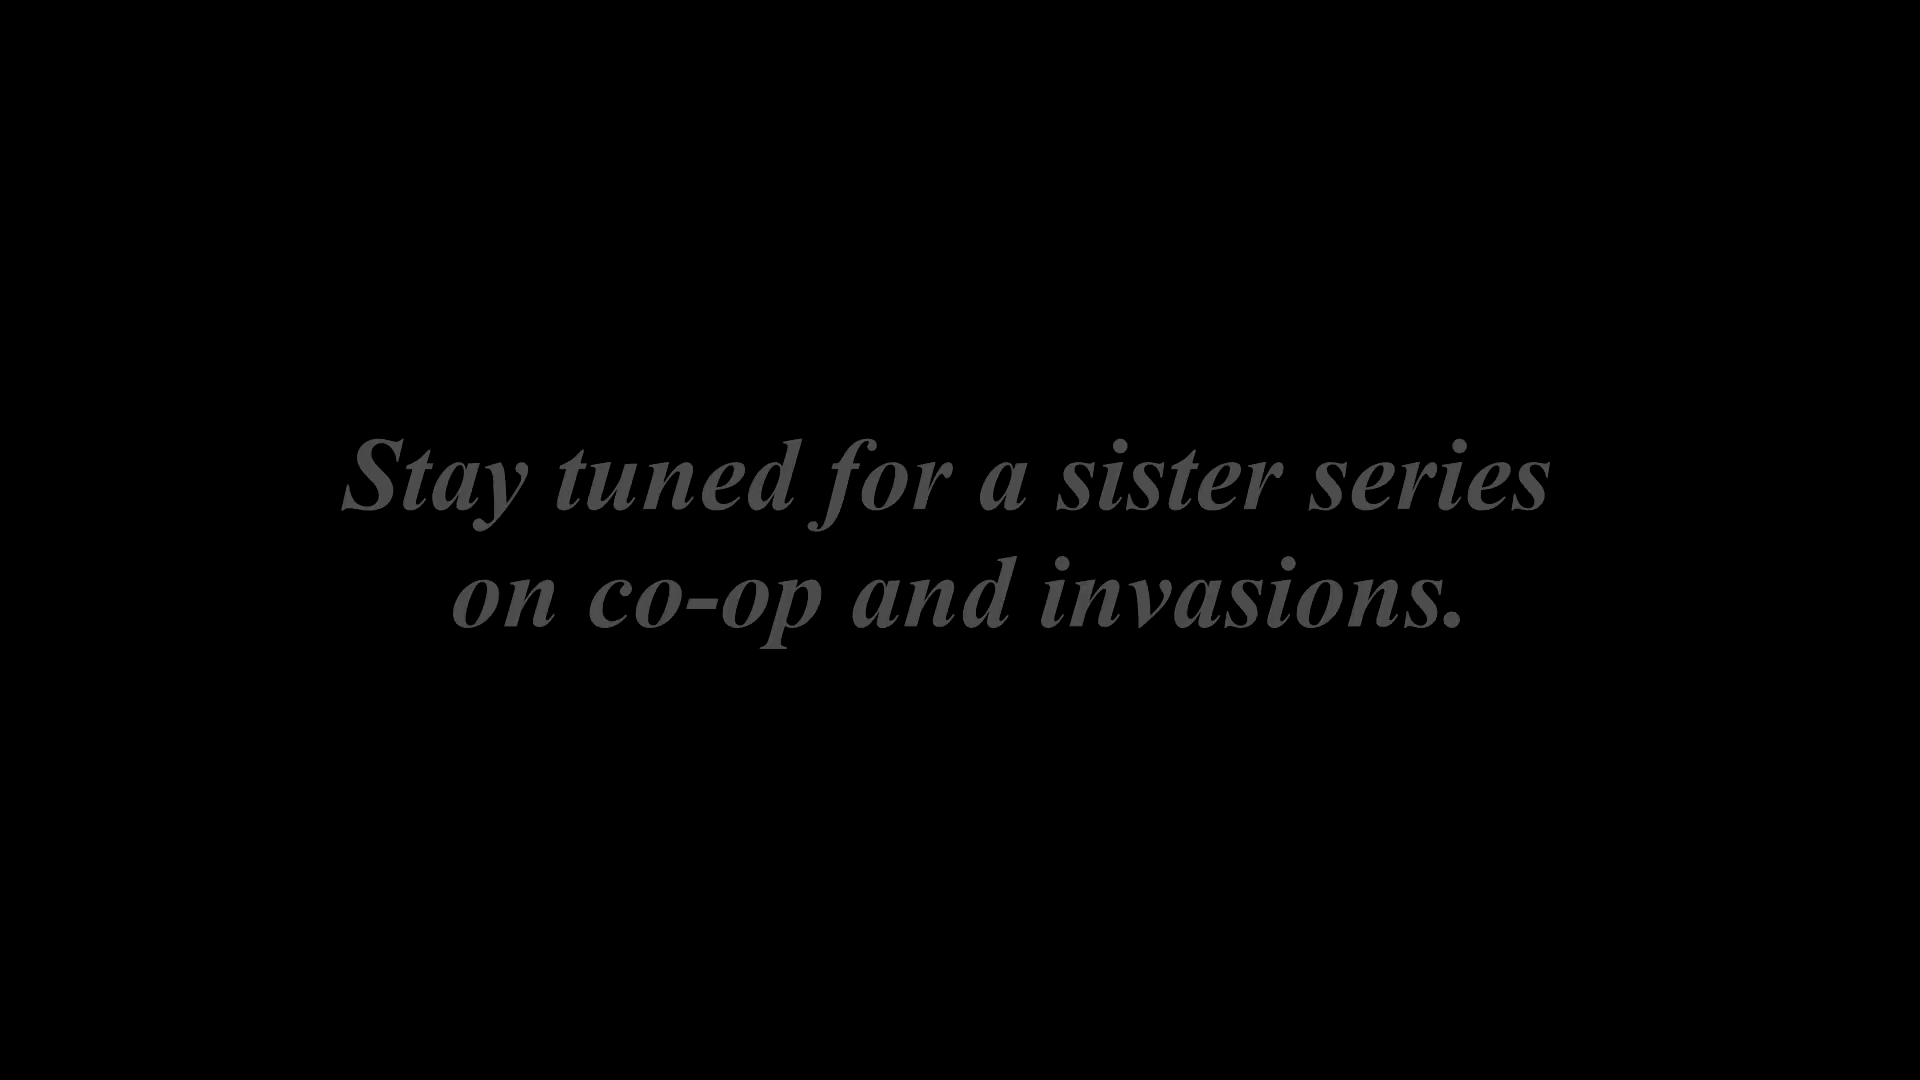 Stay tuned for a sister series
on co-op and invasions.